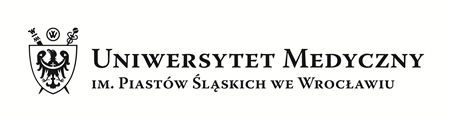 UNIWERSYTET MEDYCZNY
IM. PIASTÓW ŚLĄSKICH WE WROCŁAWIU